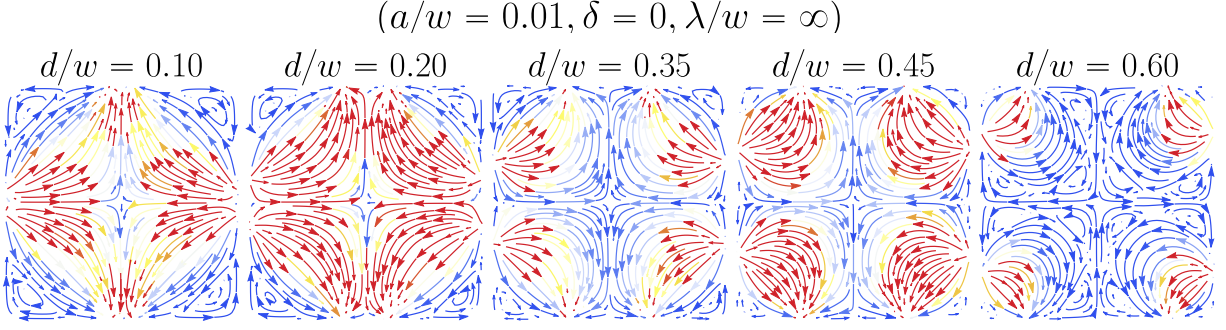 (a/w = 0.01, δ = 0, λ/w = ∞)
d/w = 0.10 d/w = 0.20 d/w = 0.35 d/w = 0.45 d/w = 0.60